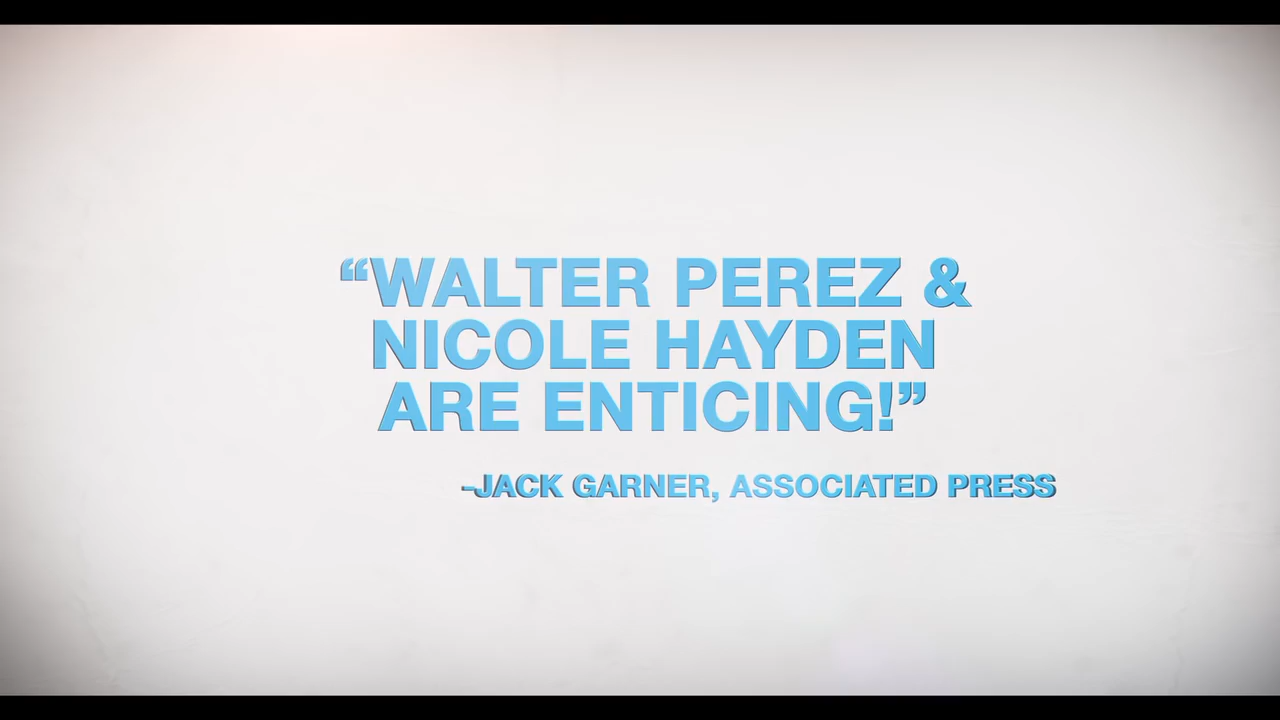 “WALTER PEREZ &
NICOLE HAYDEN
ARE ENTICING!”
-JACK GARNER, ASSOCIATED PRESS